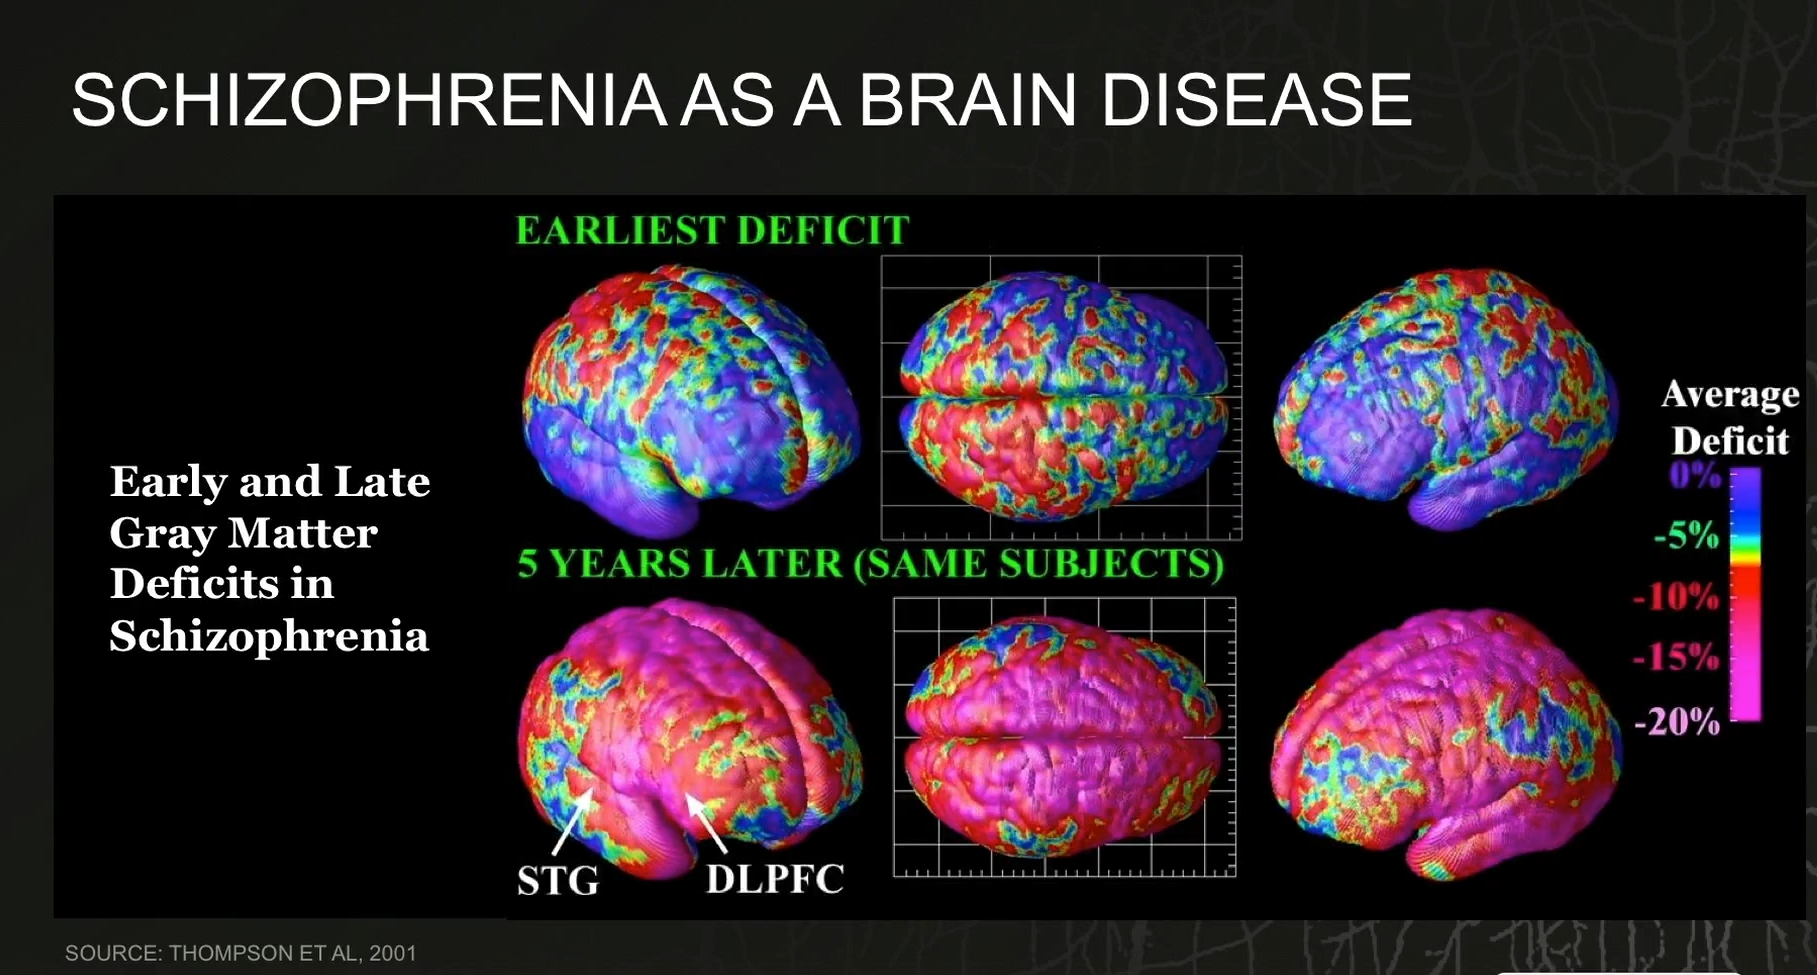 SCHIZOPHRENIA AS A BRAIN DISEASE
EARLIEST DEFICIT
Early and Late
Gray Matter
Deficits in
Schizophrenia
5 YEARS LATER (SAME SUBJECTS)
STG
DLPFC
Average
Deficit
0%
-5%
-10%
-15%
-20%
SOURCE: THOMPSON ET AL, 2001